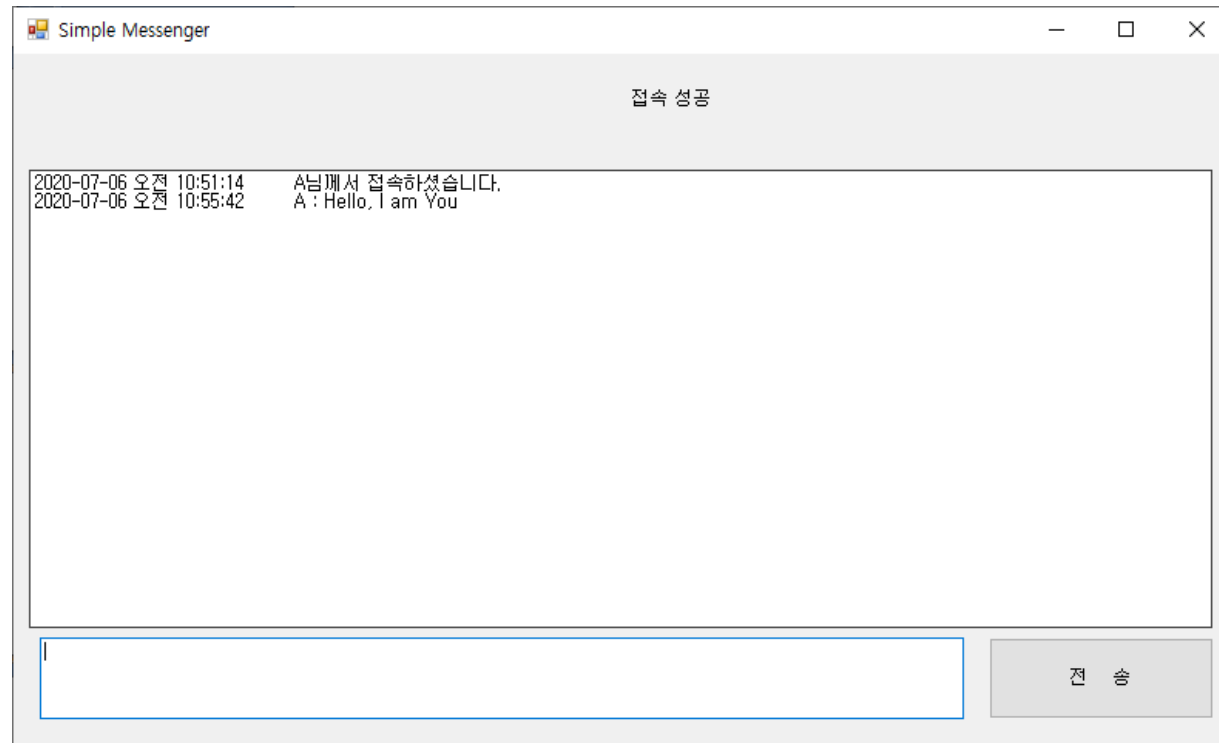 Simple Messenger
접속 성공
2020-07-06 오전 10:51:14 A님께서 접속하셨습니다.
2020-07-06 오전 10:55:42 A : Hello, I am You
전 송